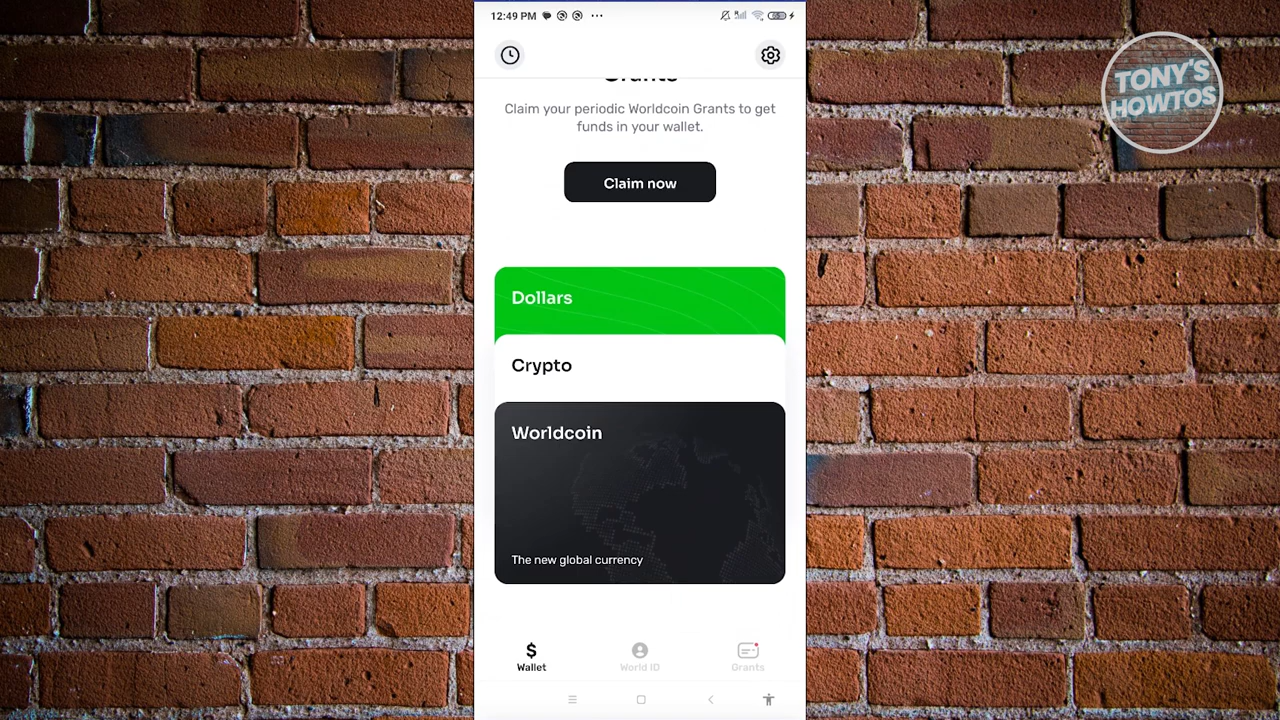 12:49 PM
TONY'S
HOWTOS
Grants
Claim your periodic Worldcoin Grants to get
funds in your wallet.
Claim now
Dollars
Crypto
Worldcoin
The new global currency
Wallet
World ID
Grants